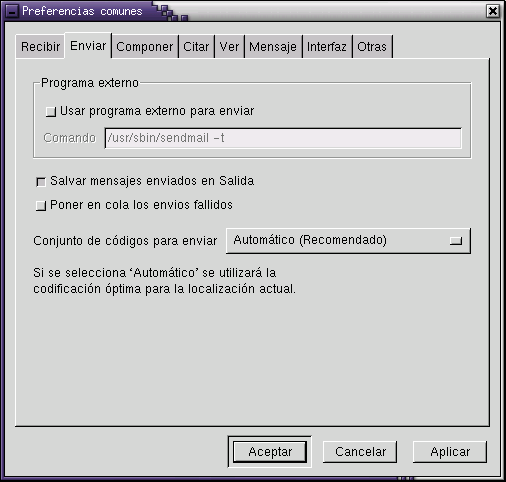 Preferencias comunes
Recibir Enviar Componer Citar Ver Mensaje Interfaz Otras
Programa externo
Usar programa externo para enviar
Comando /usr/sbin/sendmail -t
Salvar mensajes enviados en Salida
Poner en cola los envios fallidos
Conjunto de códigos para enviar Automático (Recomendado)
Si se selecciona ‘Automático’ se utilizará la
codificación óptima para la localización actual.
Aceptar Cancelar Aplicar